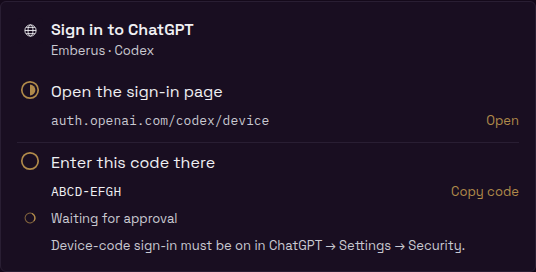 Sign in to ChatGPT
Emberus · Codex
Open the sign-in page
auth.openai.com/codex/device
Open
Enter this code there
ABCD-EFGH
Copy code
Waiting for approval
Device-code sign-in must be on in ChatGPT → Settings → Security.